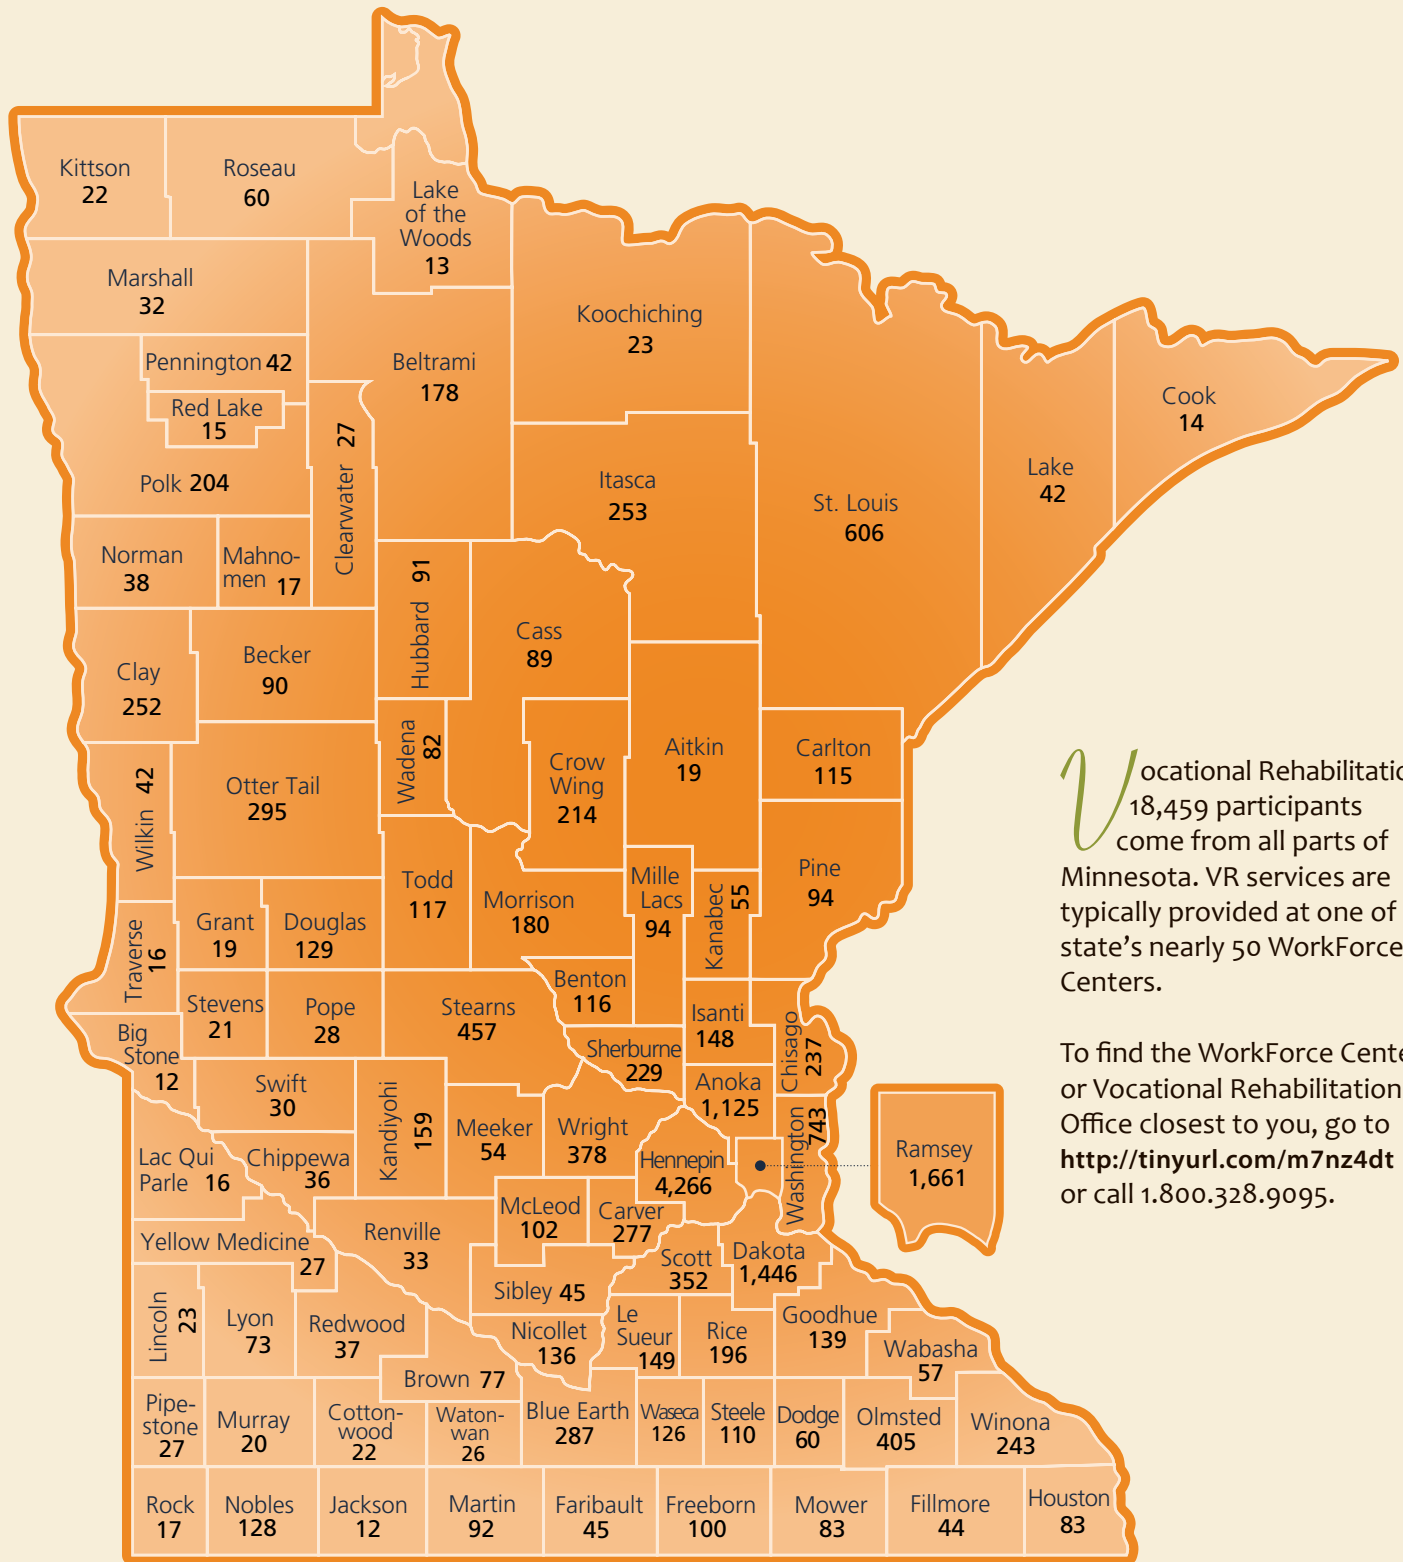 Kittson
22
Roseau
60
Lake
of the
Woods
13
Marshall
32
Koochiching
23
Pennington 42
Beltrami
178
Red Lake
15
Cook
14
Clearwater 27
Polk 204
Itasca
253
Lake
42
St. Louis
606
Norman
38
Mahno-
men 17
Hubbard 91
Cass
89
Clay
252
Becker
90
Wadena 82
Aitkin
19
Carlton
115
Crow
Wing
214
Wilkin 42
Otter Tail
295
Todd
117
Morrison
180
Mille
Lacs
94
Kanabec 55
Pine
94
Grant
19
Douglas
129
Traverse 16
Stevens
21
Pope
28
Stearns
457
Benton
116
Isanti
148
Chisago 237
Big
Stone
12
Sherburne
229
Anoka
1,125
Swift
30
Kandiyohi 159
Meeker
54
Wright
378
Hennepin
4,266
Washington 743
Ramsey
1,661
Lac Qui
Parle 16
Chippewa
36
McLeod
102
Carver
277
Yellow Medicine
27
Renville
33
Scott
352
Dakota
1,446
Sibley 45
Lincoln 23
Lyon
73
Redwood
37
Nicollet
136
Le
Sueur
149
Rice
196
Goodhue
139
Wabasha
57
Brown 77
Pipe-
stone
27
Murray
20
Cotton-
wood
22
Waton-
wan
26
Blue Earth
287
Waseca
126
Steele
110
Dodge
60
Olmsted
405
Winona
243
Rock
17
Nobles
128
Jackson
12
Martin
92
Faribault
45
Freeborn
100
Mower
83
Fillmore
44
Houston
83
Vocational Rehabilitatio
18,459 participants
come from all parts of
Minnesota. VR services are
typically provided at one of
state's nearly 50 WorkForce
Centers.
To find the WorkForce Cente
or Vocational Rehabilitation
Office closest to you, go to
http://tinyurl.com/m7nz4dt
or call 1.800.328.9095.